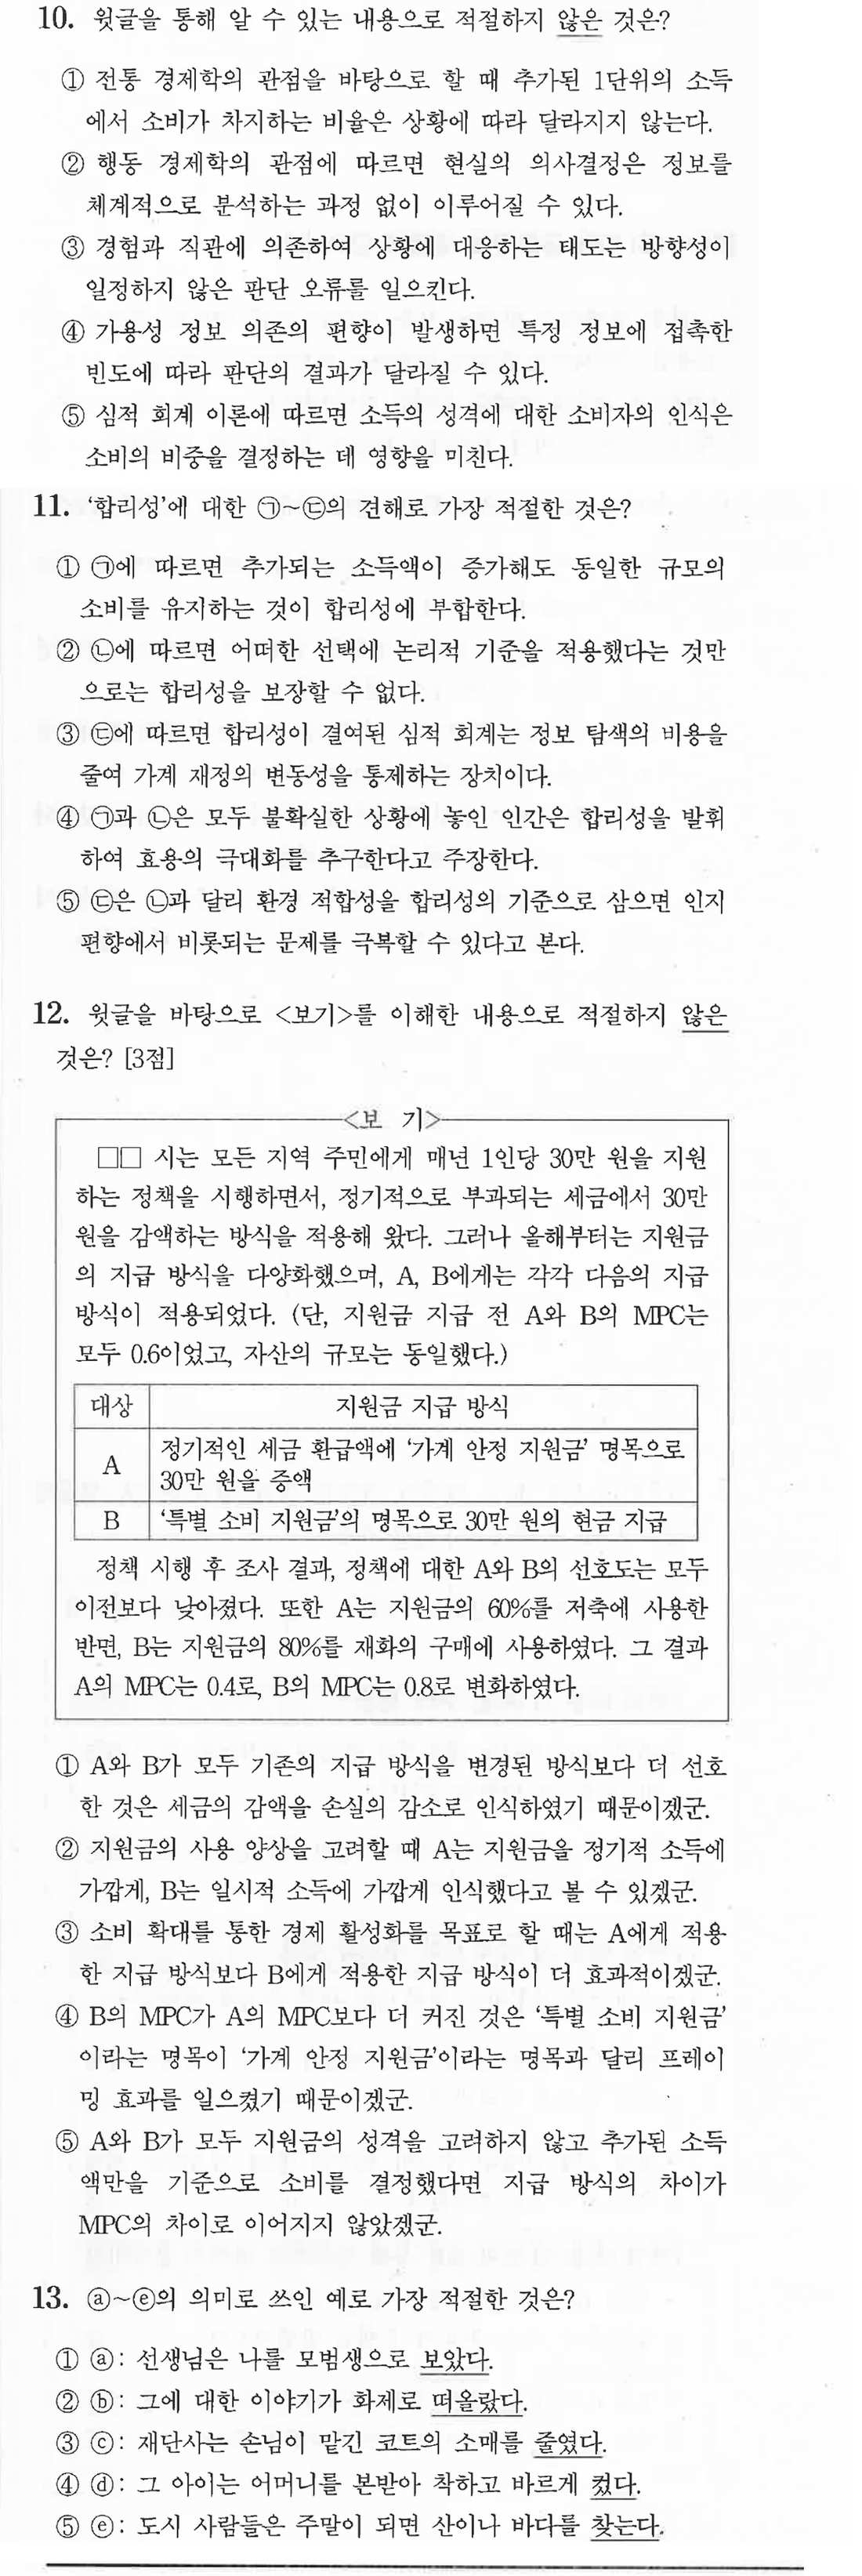 10. 윗글을 통해 알 수 있는 내용으로 적절하지 않은 것은?
① 전통 경제학의 관점을 바탕으로 할 때 추가된 1단위의 소득
에서 소비가 차지하는 비율은 상황에 따라 달라지지 않는다.
② 행동 경제학의 관점에 따르면 현실의 의사결정은 정보를
체계적으로 분석하는 과정 없이 이루어질 수 있다.
③ 경험과 직관에 의존하여 상황에 대응하는 태도는 방향성이
일정하지 않은 판단 오류를 일으킨다.
④ 가용성 정보 의존의 편향이 발생하면 특정 정보에 접촉한
빈도에 따라 판단의 결과가 달라질 수 있다.
⑤ 심적 회계 이론에 따르면 소득의 성격에 대한 소비자의 인식은
소비의 비중을 결정하는 데 영향을 미친다.
11. ‘합리성’에 대한 ㉠~㉢의 견해로 가장 적절한 것은?
① ㉠에 따르면 추가되는 소득액이 증가해도 동일한 규모의
소비를 유지하는 것이 합리성에 부합한다.
② ㉡에 따르면 어떠한 선택에 논리적 기준을 적용했다는 것만
으로는 합리성을 보장할 수 없다.
③ ㉢에 따르면 합리성이 결여된 심적 회계는 정보 탐색의 비용을
줄여 가계 재정의 변동성을 통제하는 장치이다.
④ ㉠과 ㉡은 모두 불확실한 상황에 놓인 인간은 합리성을 발휘
하여 효용의 극대화를 추구한다고 주장한다.
⑤ ㉢은 ㉡과 달리 환경 적합성을 합리성의 기준으로 삼으면 인지
편향에서 비롯되는 문제를 극복할 수 있다고 본다.
12. 윗글을 바탕으로 <보기>를 이해한 내용으로 적절하지 않은
것은? [3점]
<보 기>
□□ 시는 모든 지역 주민에게 매년 1인당 30만 원을 지원
하는 정책을 시행하면서, 정기적으로 부과되는 세금에서 30만
원을 감액하는 방식을 적용해 왔다. 그러나 올해부터는 지원금
의 지급 방식을 다양화했으며, A, B에게는 각각 다음의 지급
방식이 적용되었다. (단, 지원금 지급 전 A와 B의 MPC는
모두 0.6이었고, 자산의 규모는 동일했다.)
대상 지원금 지급 방식
A 정기적인 세금 환급액에 ‘가계 안정 지원금’ 명목으로
30만 원을 증액
B ‘특별 소비 지원금’의 명목으로 30만 원의 현금 지급
정책 시행 후 조사 결과, 정책에 대한 A와 B의 선호도는 모두
이전보다 낮아졌다. 또한 A는 지원금의 60%를 저축에 사용한
반면, B는 지원금의 80%를 재화의 구매에 사용하였다. 그 결과
A의 MPC는 0.4로, B의 MPC는 0.8로 변화하였다.
① A와 B가 모두 기존의 지급 방식을 변경된 방식보다 더 선호
한 것은 세금의 감액을 손실의 감소로 인식하였기 때문이겠군.
② 지원금의 사용 양상을 고려할 때 A는 지원금을 정기적 소득에
가깝게, B는 일시적 소득에 가깝게 인식했다고 볼 수 있겠군.
③ 소비 확대를 통한 경제 활성화를 목표로 할 때는 A에게 적용
한 지급 방식보다 B에게 적용한 지급 방식이 더 효과적이겠군.
④ B의 MPC가 A의 MPC보다 더 커진 것은 ‘특별 소비 지원금’
이라는 명목이 ‘가계 안정 지원금’이라는 명목과 달리 프레이
밍 효과를 일으켰기 때문이겠군.
⑤ A와 B가 모두 지원금의 성격을 고려하지 않고 추가된 소득
액만을 기준으로 소비를 결정했다면 지급 방식의 차이가
MPC의 차이로 이어지지 않았겠군.
13. ⓐ~ⓔ의 의미로 쓰인 예로 가장 적절한 것은?
① ⓐ: 선생님은 나를 모범생으로 보았다.
② ⓑ: 그에 대한 이야기가 화제로 떠올랐다.
③ ⓒ: 재단사는 손님이 맡긴 코트의 소매를 줄였다.
④ ⓓ: 그 아이는 어머니를 본받아 착하고 바르게 컸다.
⑤ ⓔ: 도시 사람들은 주말이 되면 산이나 바다를 찾는다.